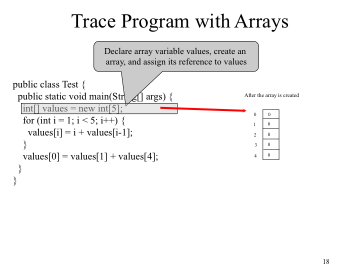 Trace Program with Arrays
Declare array variable values, create an
array, and assign its reference to values
public class Test {
public static void main(String[] args) {
int[] values = new int[5];
for (int i = 1; i < 5; i++) {
values[i] = i + values[i-1];
}
values[0] = values[1] + values[4];
}
}
After the array is created
0 0
1 0
2 0
3 0
4 0
18